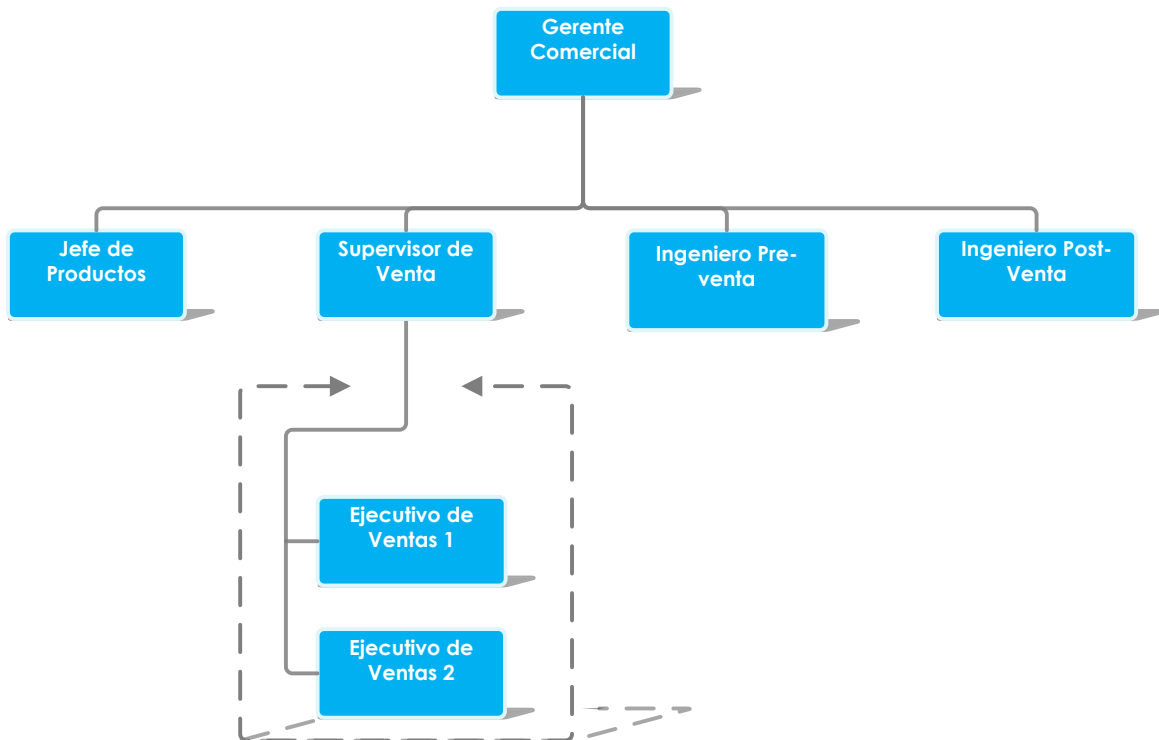 Gerente
Comercial
Jefe de
Productos
Supervisor de
Venta
Ingeniero Pre-
venta
Ingeniero Post-
Venta
Ejecutivo de
Ventas 1
Ejecutivo de
Ventas 2